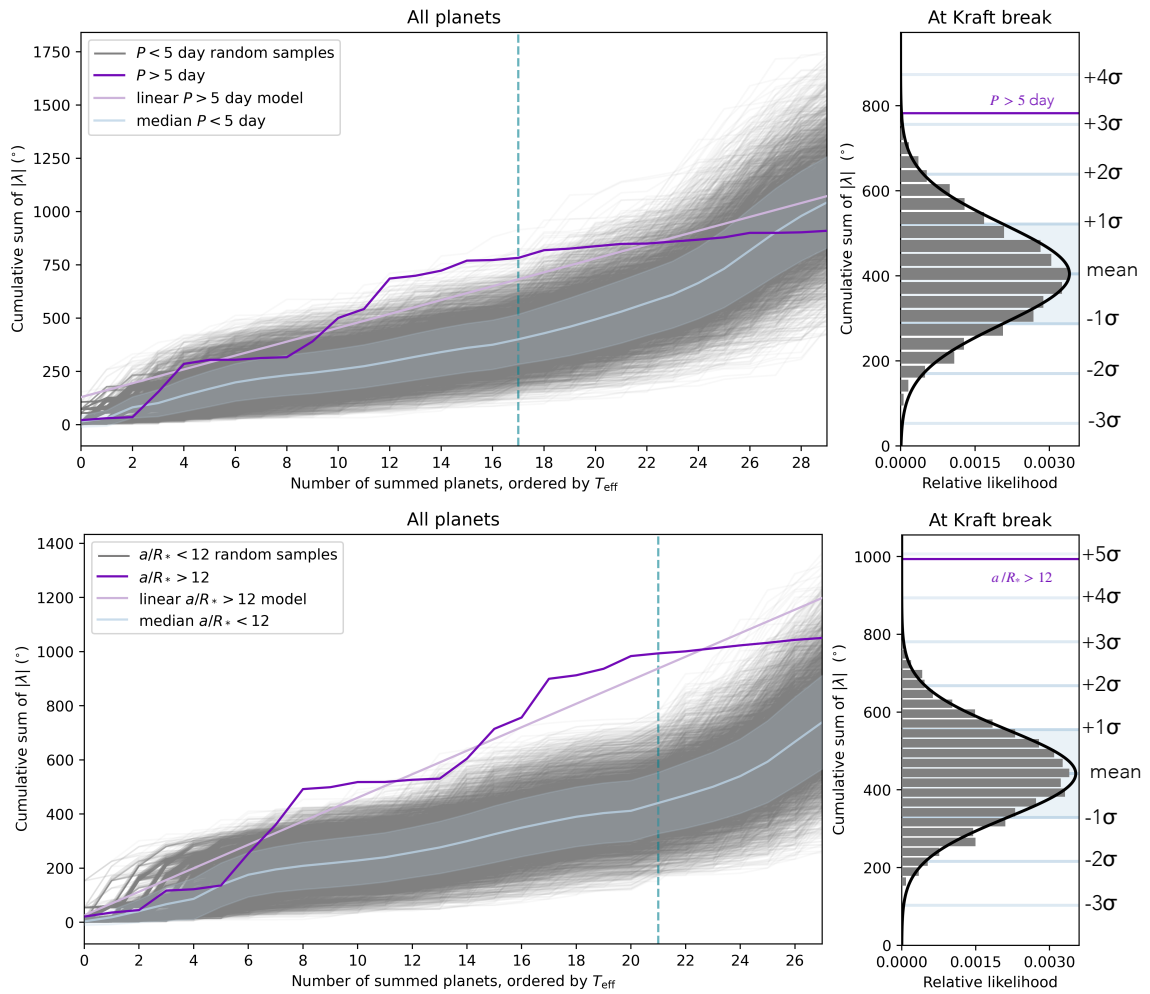 All planets
P < 5 day random samples
P > 5 day
linear P > 5 day model
median P < 5 day
1750
1500
1250
1000
750
500
250
0
Cumulative sum of |λ| (°)
0 2 4 6 8 10 12 14 16 18 20 22 24 26 28
Number of summed planets, ordered by Teff
At Kraft break
P > 5 day
800
600
400
200
0
Cumulative sum of |λ| (°)
+4σ
+3σ
+2σ
+1σ
mean
-1σ
-2σ
-3σ
0.0000 0.0015 0.0030
Relative likelihood
All planets
a/R* < 12 random samples
a/R* > 12
linear a/R* > 12 model
median a/R* < 12
1400
1200
1000
800
600
400
200
0
Cumulative sum of |λ| (°)
0 2 4 6 8 10 12 14 16 18 20 22 24 26
Number of summed planets, ordered by Teff
At Kraft break
a/R* > 12
1000
800
600
400
200
0
Cumulative sum of |λ| (°)
+5σ
+4σ
+3σ
+2σ
+1σ
mean
-1σ
-2σ
-3σ
0.0000 0.0015 0.0030
Relative likelihood